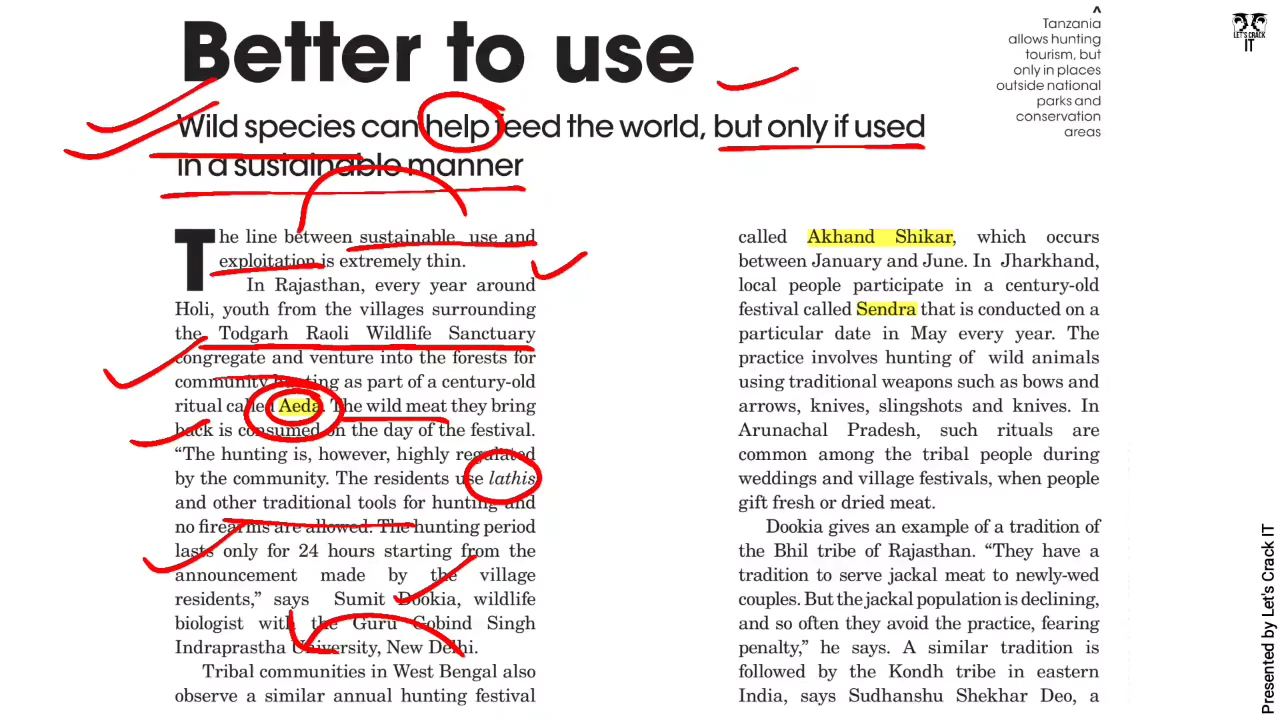 Better to use
Wild species can help feed the world, but only if used
in a sustainable manner
^
Tanzania
allows hunting
tourism, but
only in places
outside national
parks and
conservation
areas
LET'S CRACK
IT
The line between sustainable use and
exploitation is extremely thin.
In Rajasthan, every year around
Holi, youth from the villages surrounding
the Todgarh Raoli Wildlife Sanctuary
congregate and venture into the forests for
community hunting as part of a century-old
ritual called Aeda. The wild meat they bring
back is consumed on the day of the festival.
“The hunting is, however, highly regulated
by the community. The residents use lathis
and other traditional tools for hunting and
no firearms are allowed. The hunting period
lasts only for 24 hours starting from the
announcement made by the village
residents,” says Sumit Dookia, wildlife
biologist with the Guru Gobind Singh
Indraprastha University, New Delhi.
Tribal communities in West Bengal also
observe a similar annual hunting festival
called Akhand Shikar, which occurs
between January and June. In Jharkhand,
local people participate in a century-old
festival called Sendra that is conducted on a
particular date in May every year. The
practice involves hunting of wild animals
using traditional weapons such as bows and
arrows, knives, slingshots and knives. In
Arunachal Pradesh, such rituals are
common among the tribal people during
weddings and village festivals, when people
gift fresh or dried meat.
Dookia gives an example of a tradition of
the Bhil tribe of Rajasthan. “They have a
tradition to serve jackal meat to newly-wed
couples. But the jackal population is declining,
and so often they avoid the practice, fearing
penalty,” he says. A similar tradition is
followed by the Kondh tribe in eastern
India, says Sudhanshu Shekhar Deo, a
Presented by Let's Crack IT